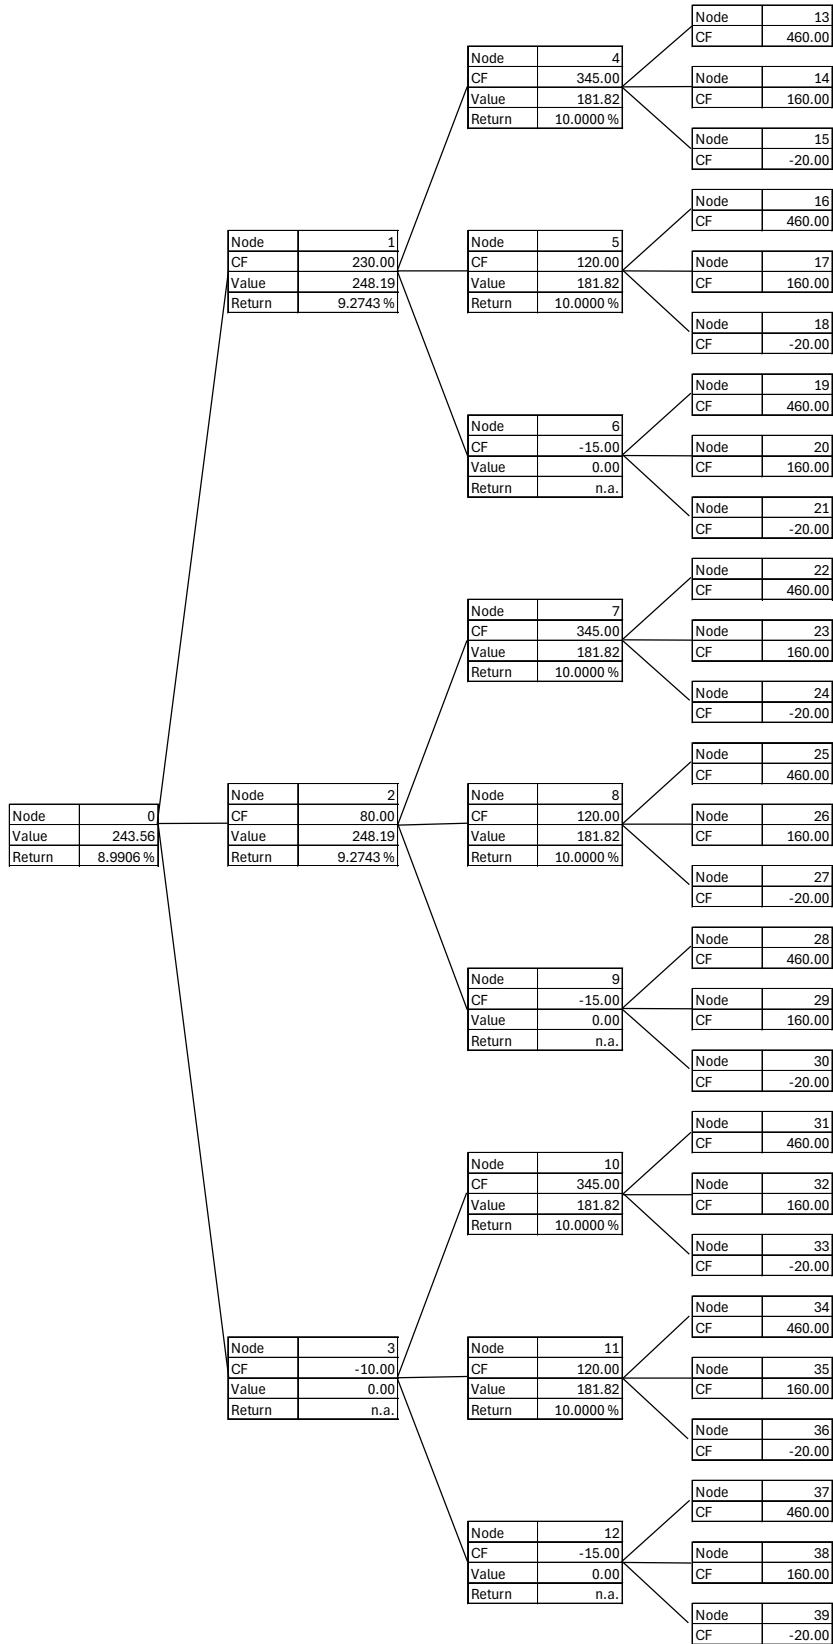 Node 0
Value 243.56
Return 8.9906 %
Node 1
CF 230.00
Value 248.19
Return 9.2743 %
Node 2
CF 80.00
Value 248.19
Return 9.2743 %
Node 3
CF -10.00
Value 0.00
Return n.a.
Node 4
CF 345.00
Value 181.82
Return 10.0000 %
Node 5
CF 120.00
Value 181.82
Return 10.0000 %
Node 6
CF -15.00
Value 0.00
Return n.a.
Node 7
CF 345.00
Value 181.82
Return 10.0000 %
Node 8
CF 120.00
Value 181.82
Return 10.0000 %
Node 9
CF -15.00
Value 0.00
Return n.a.
Node 10
CF 345.00
Value 181.82
Return 10.0000 %
Node 11
CF 120.00
Value 181.82
Return 10.0000 %
Node 12
CF -15.00
Value 0.00
Return n.a.
Node 13
CF 460.00
Node 14
CF 160.00
Node 15
CF -20.00
Node 16
CF 460.00
Node 17
CF 160.00
Node 18
CF -20.00
Node 19
CF 460.00
Node 20
CF 160.00
Node 21
CF -20.00
Node 22
CF 460.00
Node 23
CF 160.00
Node 24
CF -20.00
Node 25
CF 460.00
Node 26
CF 160.00
Node 27
CF -20.00
Node 28
CF 460.00
Node 29
CF 160.00
Node 30
CF -20.00
Node 31
CF 460.00
Node 32
CF 160.00
Node 33
CF -20.00
Node 34
CF 460.00
Node 35
CF 160.00
Node 36
CF -20.00
Node 37
CF 460.00
Node 38
CF 160.00
Node 39
CF -20.00